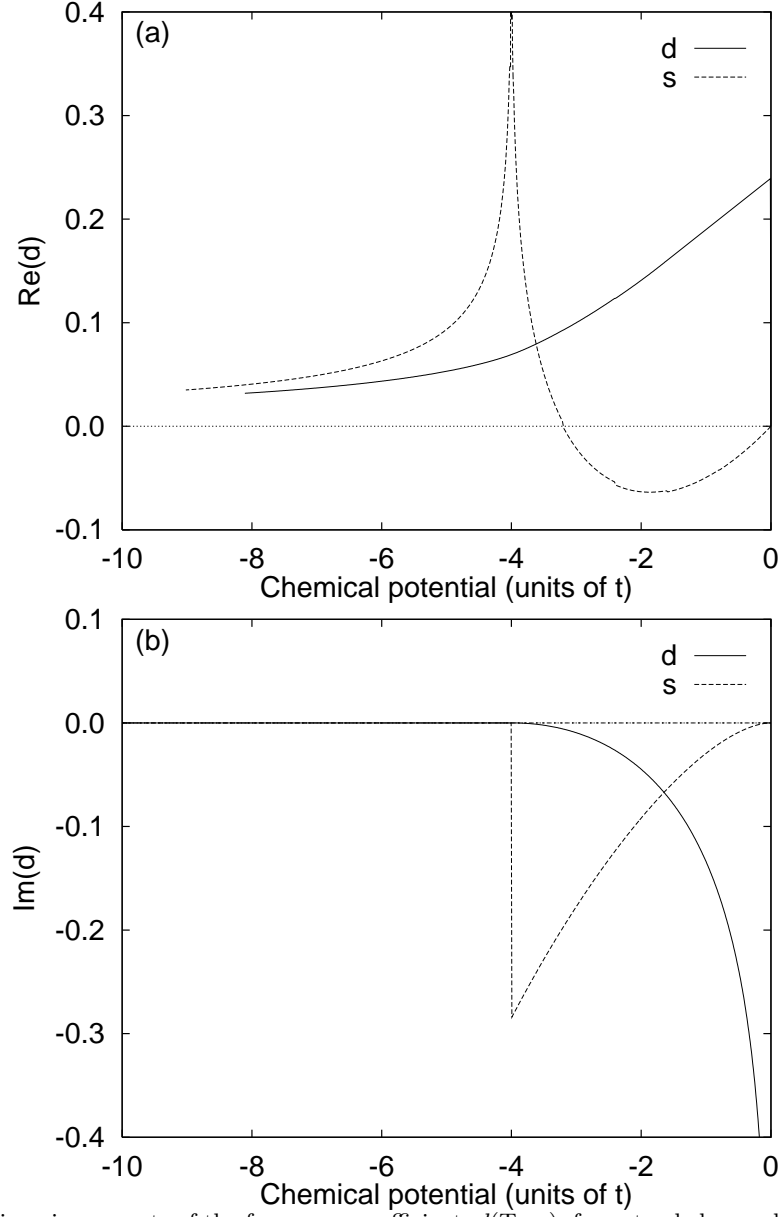 0.4
(a)
d
s
0.3
0.2
Re(d)
0.1
0.0
-0.1
-10 -8 -6 -4 -2 0
Chemical potential (units of t)
0.1
(b)
d
s
0.0
-0.1
Im(d)
-0.2
-0.3
-0.4
-10 -8 -6 -4 -2 0
Chemical potential (units of t)
of the